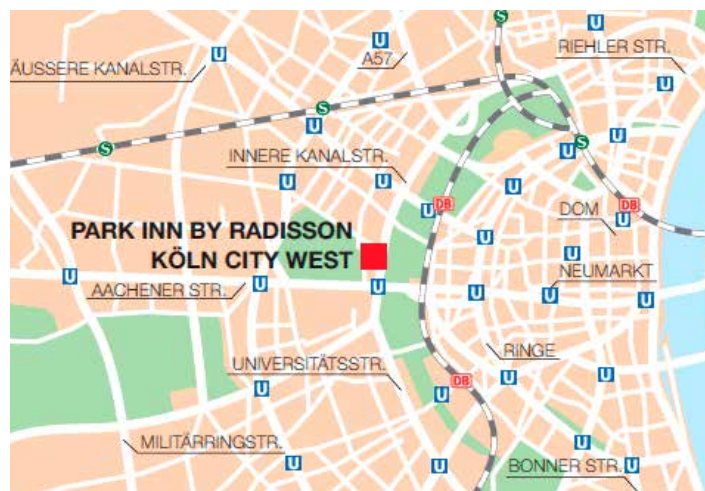 U
U
S
RIEHLER STR.
A57
U
ÄUSSERE KANALSTR.
U
U
S
U
U
S
S
U
INNERE KANALSTR.
U
U
U
DB
DB
U
DOM
U
PARK INN BY RADISSON
KÖLN CITY WEST
U
U
NEUMARKT
U
AACHENER STR.
U
U
U
U
U
RINGE
UNIVERSITÄTSSTR.
DB
U
U
U
U
MILITÄRRINGSTR.
U
U
U
BONNER STR.
U